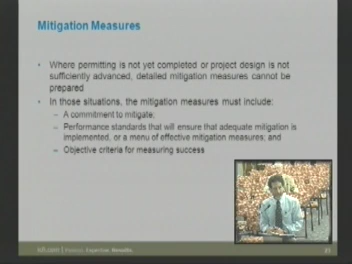 Mitigation Measures
• Where permitting is not yet completed or project design is not
sufficiently advanced, detailed mitigation measures cannot be
prepared
• In those situations, the mitigation measures must include:
– A commitment to mitigate;
– Performance standards that will ensure that adequate mitigation is
implemented, or a menu of effective mitigation measures; and
– Objective criteria for measuring success
Expertise. Results.